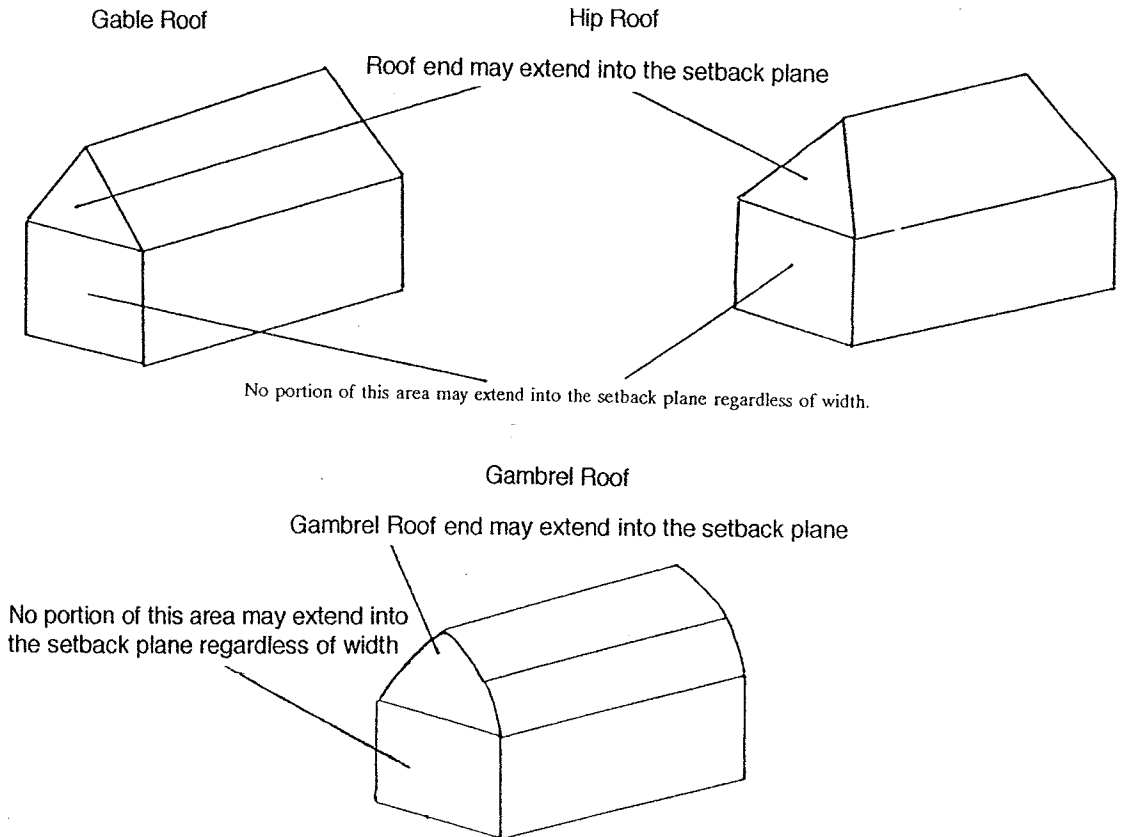 Gable Roof
Hip Roof
Roof end may extend into the setback plane
No portion of this area may extend into the setback plane regardless of width.
Gambrel Roof
Gambrel Roof end may extend into the setback plane
No portion of this area may extend into
the setback plane regardless of width